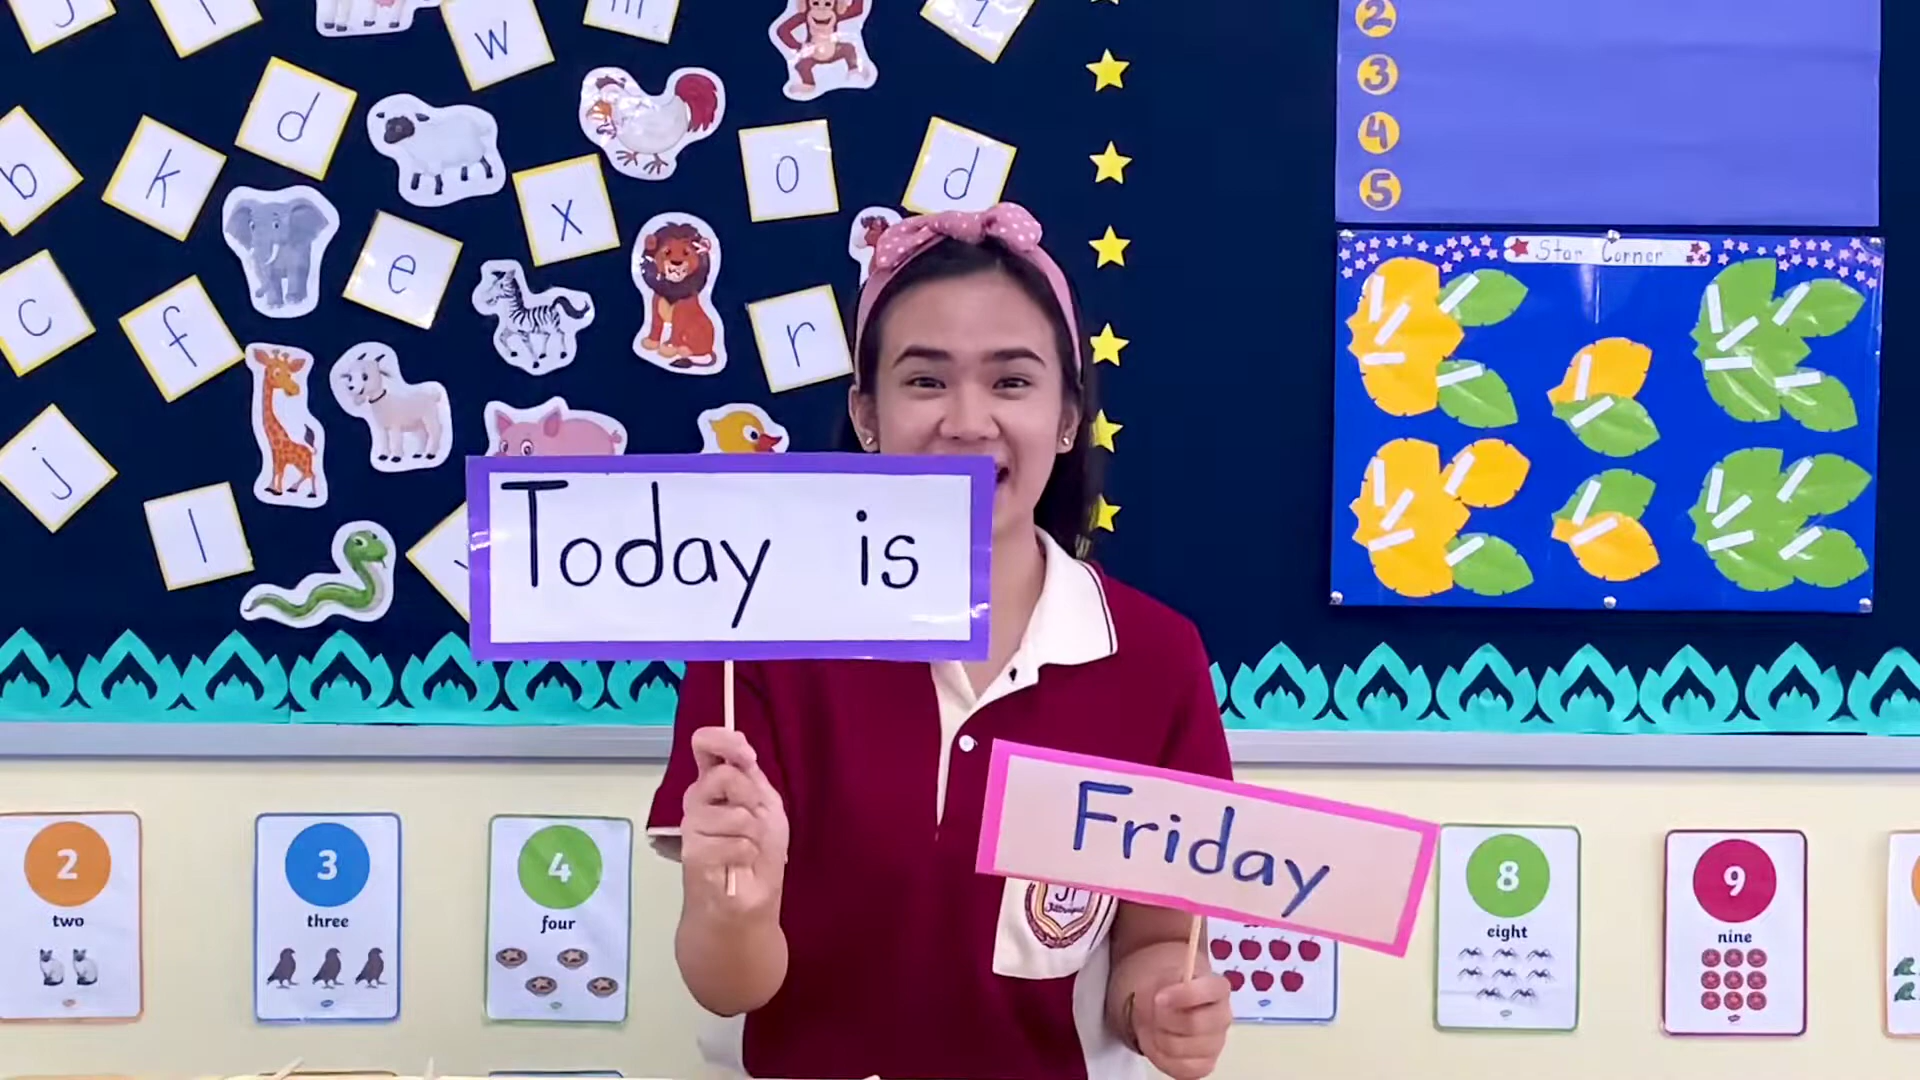 w
d
b
k
x
o
d
e
c
f
r
j
l
2
3
4
5
Star Corner
Today is
Friday
2
two
3
three
4
four
8
eight
9
nine